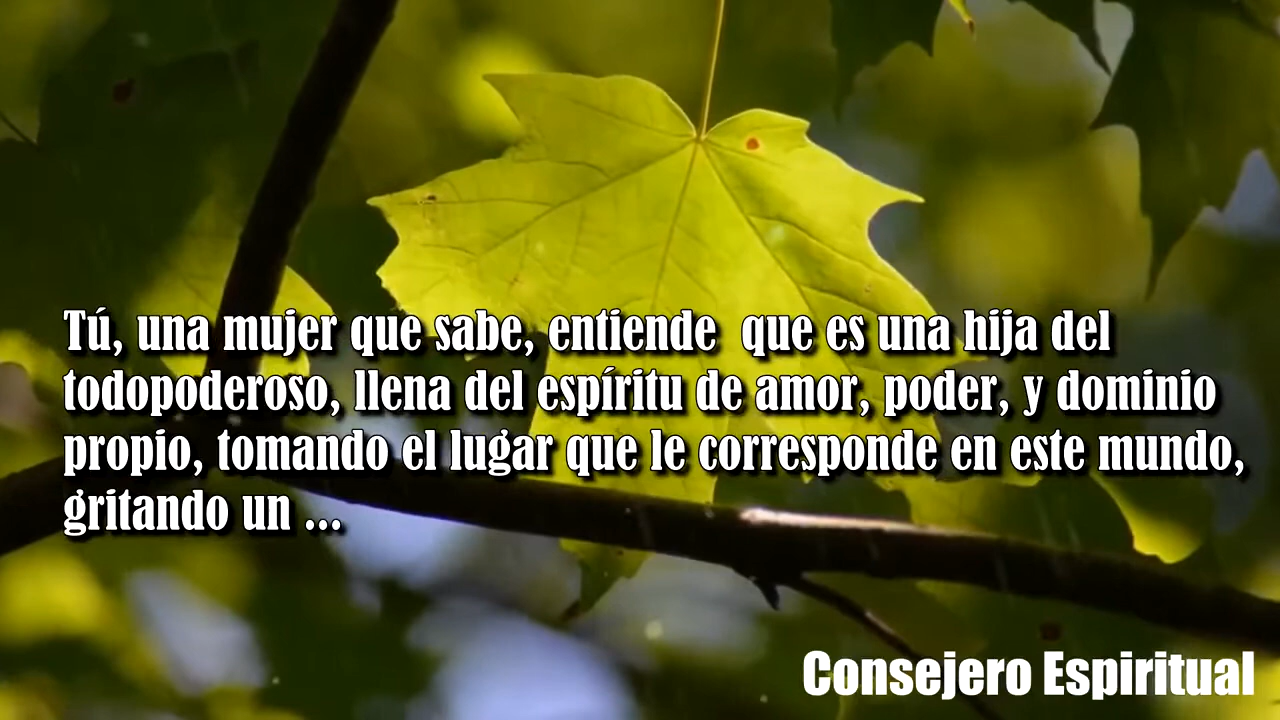 Tú, una mujer que sabe, entiende  que es una hija del
todopoderoso, llena del espíritu de amor, poder, y dominio
propio, tomando el lugar que le corresponde en este mundo,
gritando un ...
Consejero Espiritual